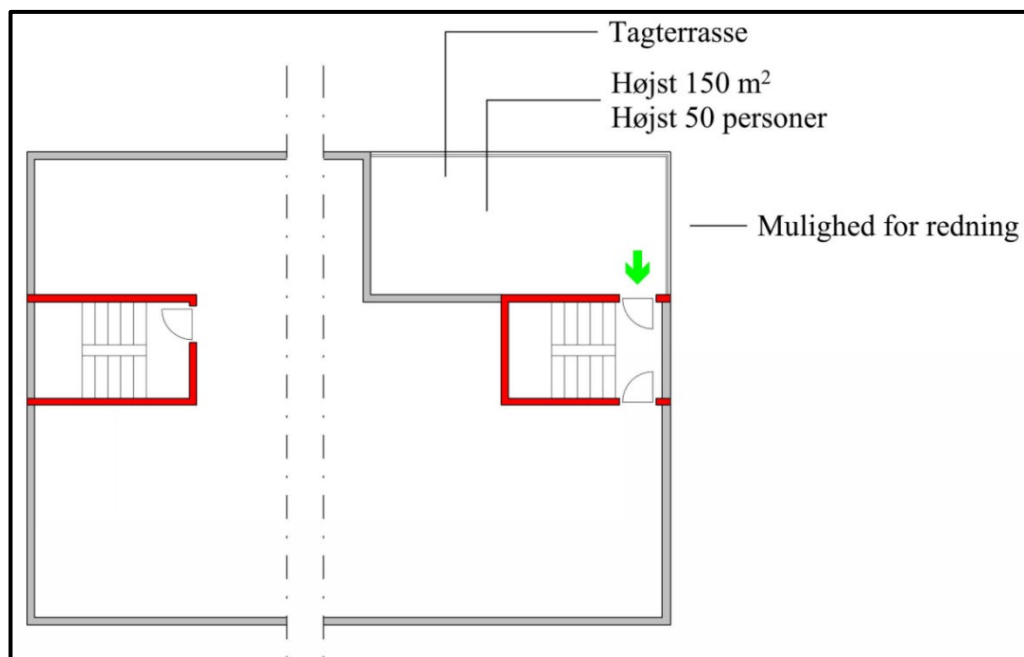 Tagterrasse
Højst 150 m²
Højst 50 personer
Mulighed for redning